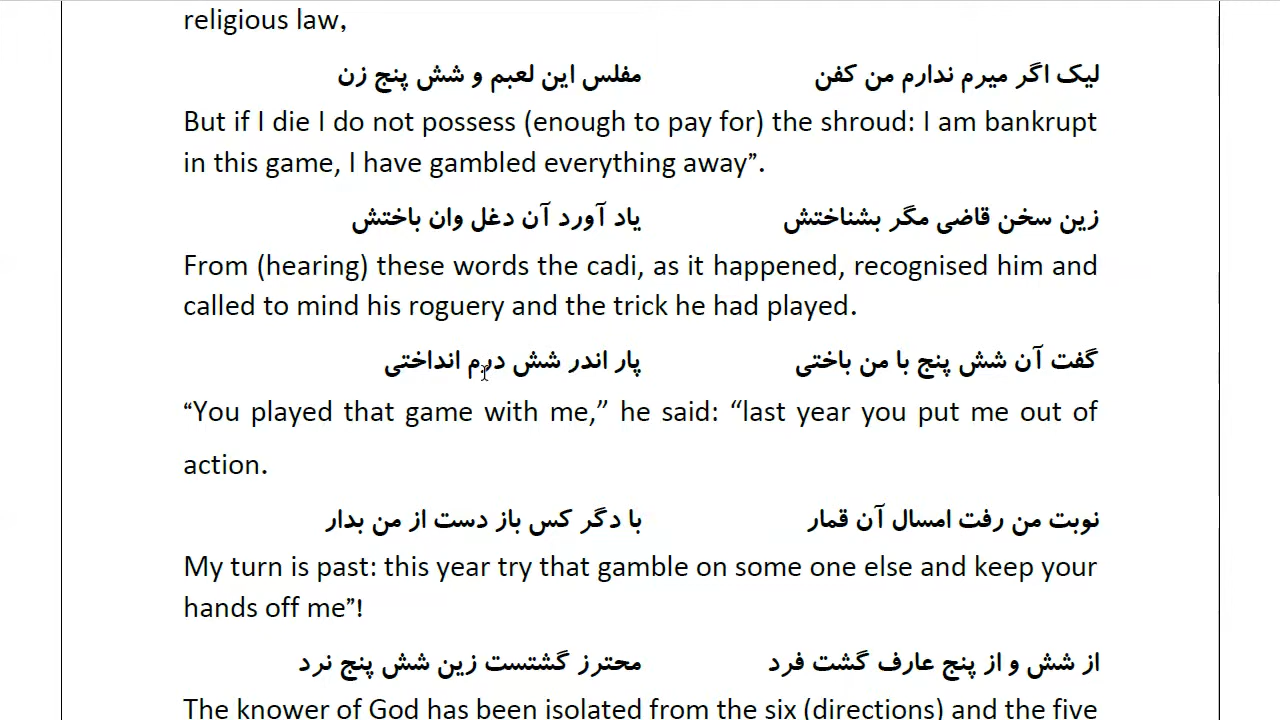 religious law,
لیک اگر میرم ندارم من کفن مفلس این لعبم و شش پنج زن
But if I die I do not possess (enough to pay for) the shroud: I am bankrupt
in this game, I have gambled everything away”.
زین سخن قاضی مگر بشناختش یاد آورد آن دغل وان باختش
From (hearing) these words the cadi, as it happened, recognised him and
called to mind his roguery and the trick he had played.
گفت آن شش پنج با من باختی پار اندر شش درم انداختی
“You played that game with me,” he said: “last year you put me out of
action.
نوبت من رفت امسال آن قمار با دگر کس باز دست از من بدار
My turn is past: this year try that gamble on some one else and keep your
hands off me”!
از شش و از پنج عارف گشت فرد محترز گشتست زین شش پنج نرد
The knower of God has been isolated from the six (directions) and the five